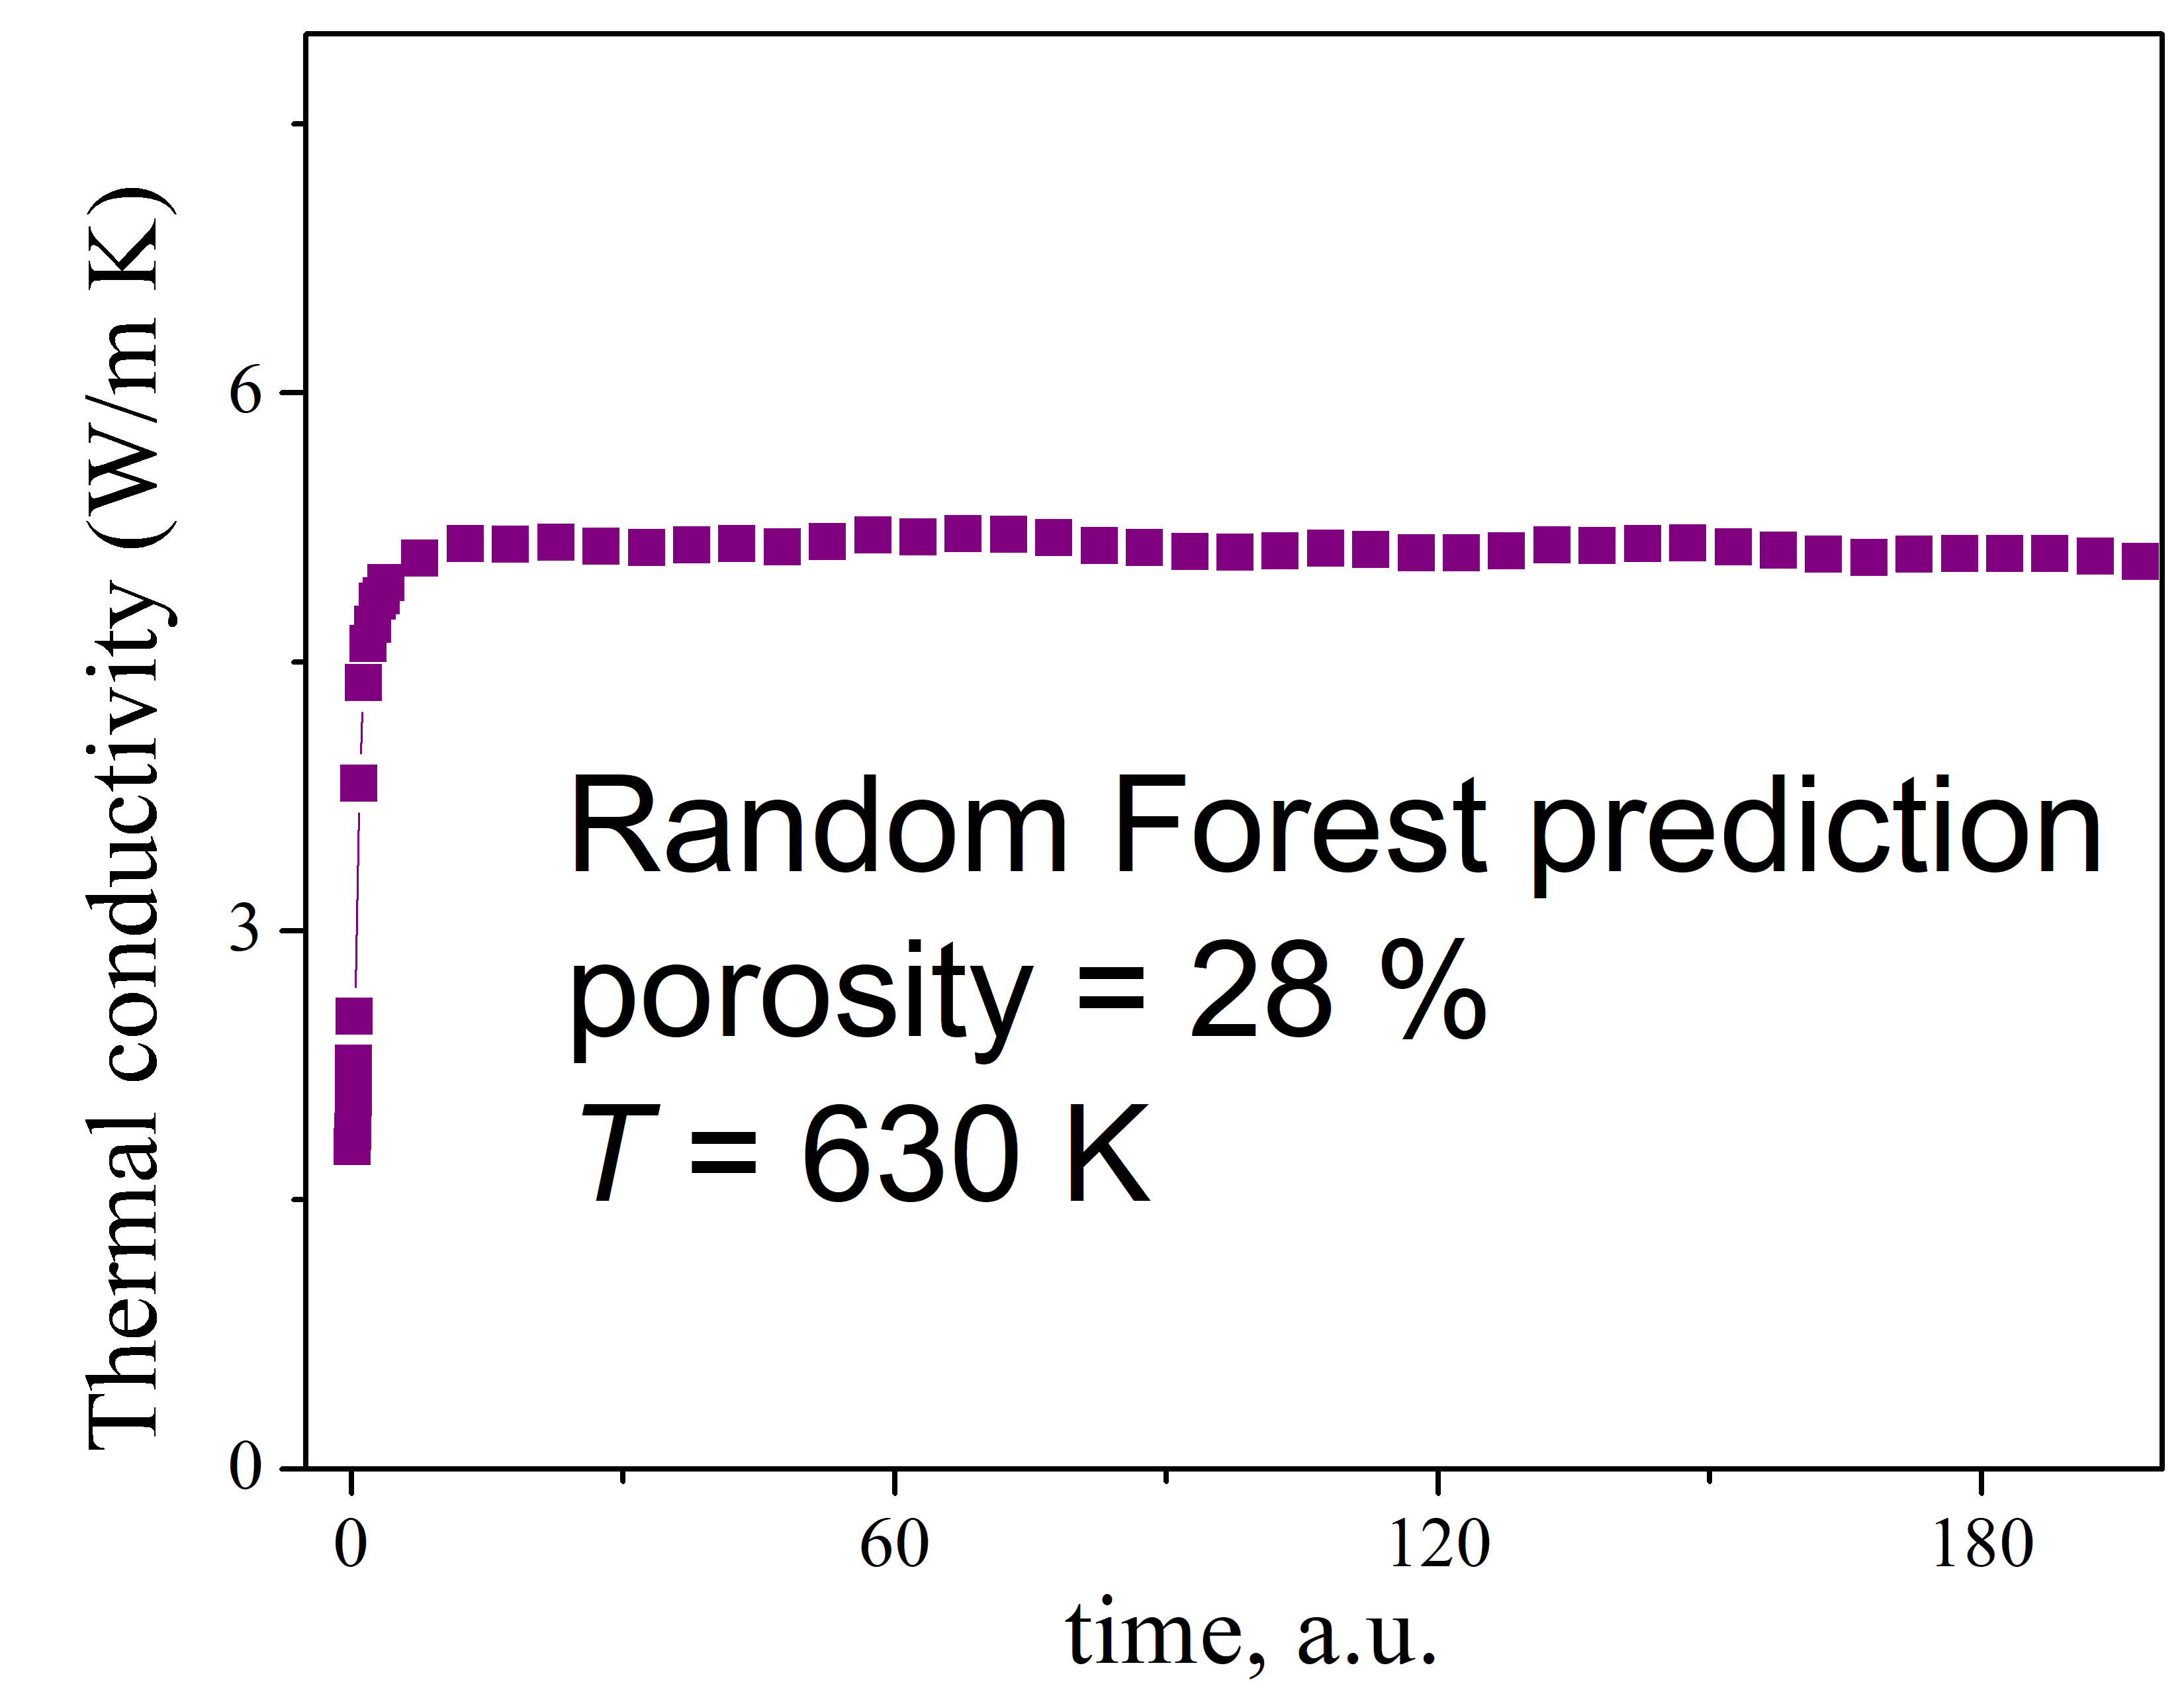 Thermal conductivity (W/m K)
6
3
0
Random Forest prediction
porosity = 28 %
T = 630 K
0 60 120 180
time, a.u.